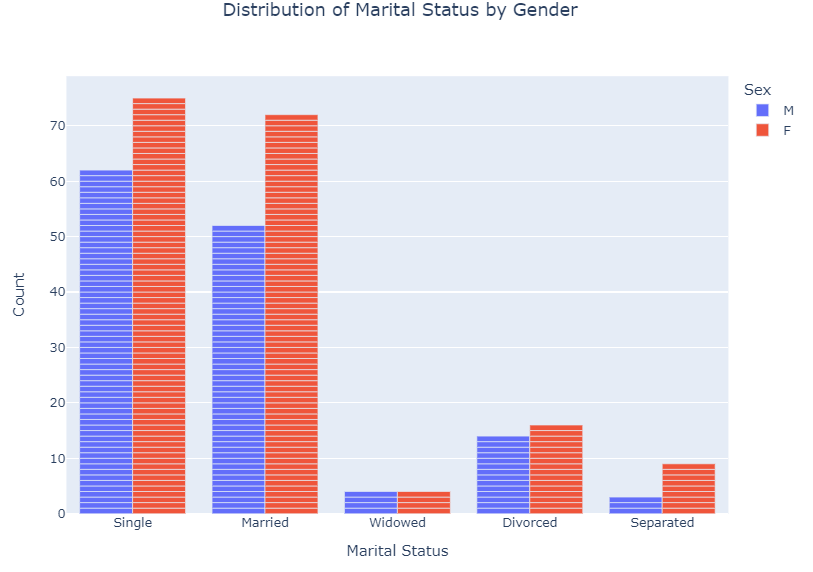 Distribution of Marital Status by Gender
Sex
M
F
Count
70
60
50
40
30
20
10
0
Single Married Widowed Divorced Separated
Marital Status